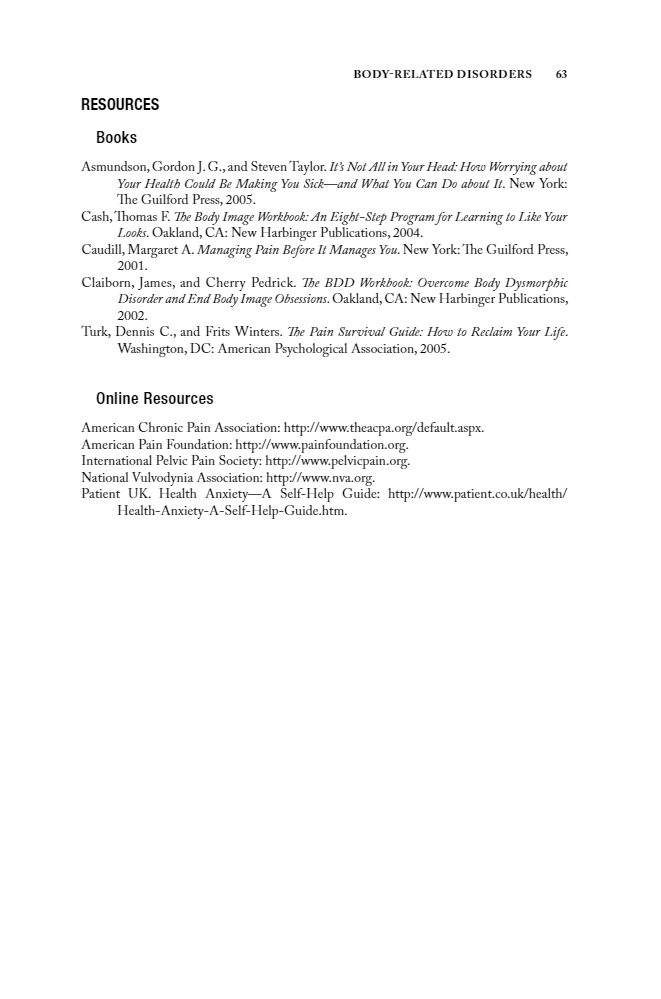 BODY-RELATED DISORDERS 63
RESOURCES
Books
Asmundson, Gordon J. G., and Steven Taylor. It's Not All in Your Head: How Worrying about
Your Health Could Be Making You Sick—and What You Can Do about It. New York:
The Guilford Press, 2005.
Cash, Thomas F. The Body Image Workbook: An Eight-Step Program for Learning to Like Your
Looks. Oakland, CA: New Harbinger Publications, 2004.
Caudill, Margaret A. Managing Pain Before It Manages You. New York: The Guilford Press,
2001.
Claiborn, James, and Cherry Pedrick. The BDD Workbook: Overcome Body Dysmorphic
Disorder and End Body Image Obsessions. Oakland, CA: New Harbinger Publications,
2002.
Turk, Dennis C., and Frits Winters. The Pain Survival Guide: How to Reclaim Your Life.
Washington, DC: American Psychological Association, 2005.
Online Resources
American Chronic Pain Association: http://www.theacpa.org/default.aspx.
American Pain Foundation: http://www.painfoundation.org.
International Pelvic Pain Society: http://www.pelvicpain.org.
National Vulvodynia Association: http://www.nva.org.
Patient UK. Health Anxiety—A Self-Help Guide: http://www.patient.co.uk/health/
Health-Anxiety-A-Self-Help-Guide.htm.